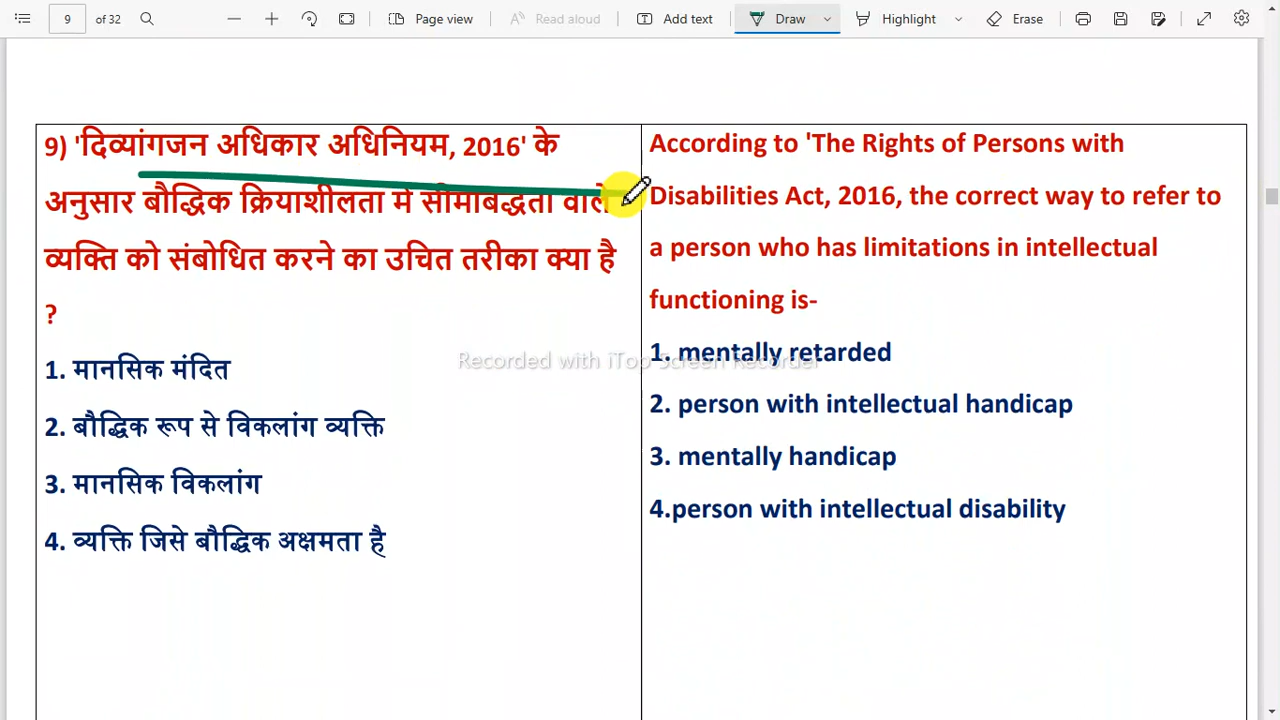 9
of 32
Page view
Read aloud
Add text
Draw
Highlight
Erase
9) 'दिव्यांगजन अधिकार अधिनियम, 2016' के
अनुसार बौद्धिक क्रियाशीलता में सीमाबद्धता वाले
व्यक्ति को संबोधित करने का उचित तरीका क्या है
?
1. मानसिक मंदित
2. बौद्धिक रूप से विकलांग व्यक्ति
3. मानसिक विकलांग
4. व्यक्ति जिसे बौद्धिक अक्षमता है
According to 'The Rights of Persons with
Disabilities Act, 2016, the correct way to refer to
a person who has limitations in intellectual
functioning is-
1. mentally retarded
2. person with intellectual handicap
3. mentally handicap
4.person with intellectual disability
Recorded with iTop Screen Recorder